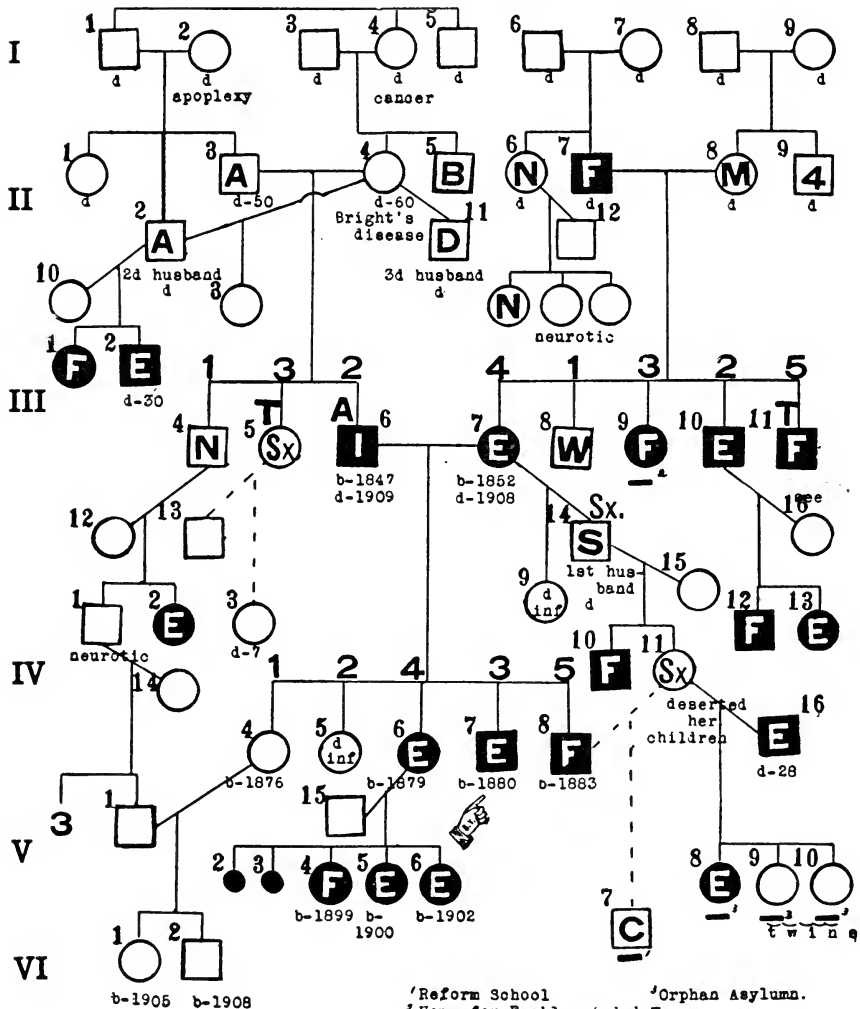 1 2 3 4 5 6 7 8 9
I
d d d d d d d d d
apoplexy cancer
1 3 4 5 6 7 8 9
A B N F M 4
II
d d-50 d-60 d d d d
Bright's
disease
2 11 12
A D
10 2d husband 3d husband
d 3 d
N
neurotic
1 2
F E
d-30
1 3 2 4 1 3 2 5
III
T A T
4 5 6 7 8 9 10 11
N Sx I E W F E F
b-1847 b-1852
d-1909 d-1908
see
12 13 14 Sx. 16
S
9 1st hus- 15
band
d
inf d
1 2 3 12 13
E F E
neurotic d-7
10 11
F Sx
IV
14 1 2 4 3 5
deserted
her
children
16
E
d-28
4 5 6 7 8
d
inf E E F
b-1876 b-1879 b-1880 b-1883
15
3 1
V
2 3 4 5 6
F E E
b-1899 b-
1900 b-1902
8 9 10
E
twins
7
C
VI
1 2
b-1905 b-1908
Reform School Orphan Asylumn.